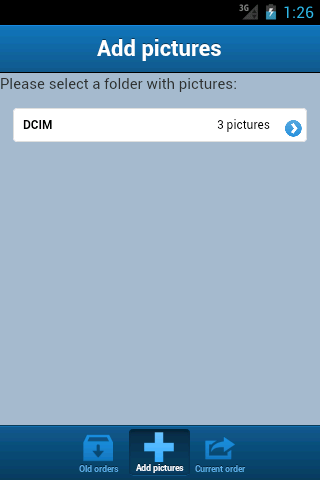 3G 1:26
Add pictures
Please select a folder with pictures:
DCIM 3 pictures
Old orders Add pictures Current order